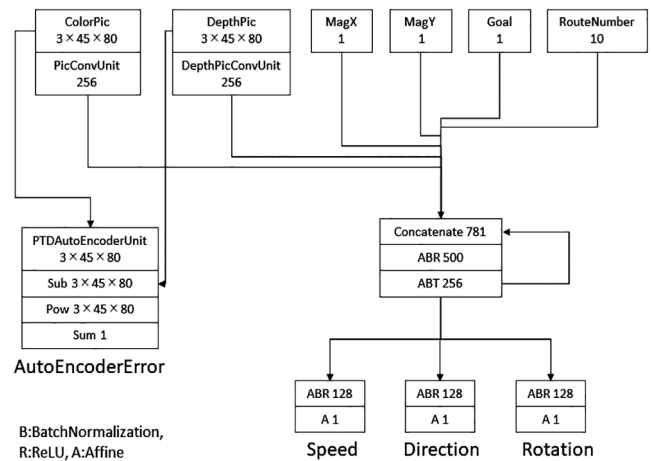 ColorPic
3×45×80
PicConvUnit
256
DepthPic
3×45×80
DepthPicConvUnit
256
MagX
1
MagY
1
Goal
1
RouteNumber
10
PTDAutoEncoderUnit
3×45×80
Sub 3×45×80
Pow 3×45×80
Sum 1
AutoEncoderError
Concatenate 781
ABR 500
ABT 256
ABR 128
A 1
Speed
ABR 128
A 1
Direction
ABR 128
A 1
Rotation
B:BatchNormalization,
R:ReLU, A:Affine